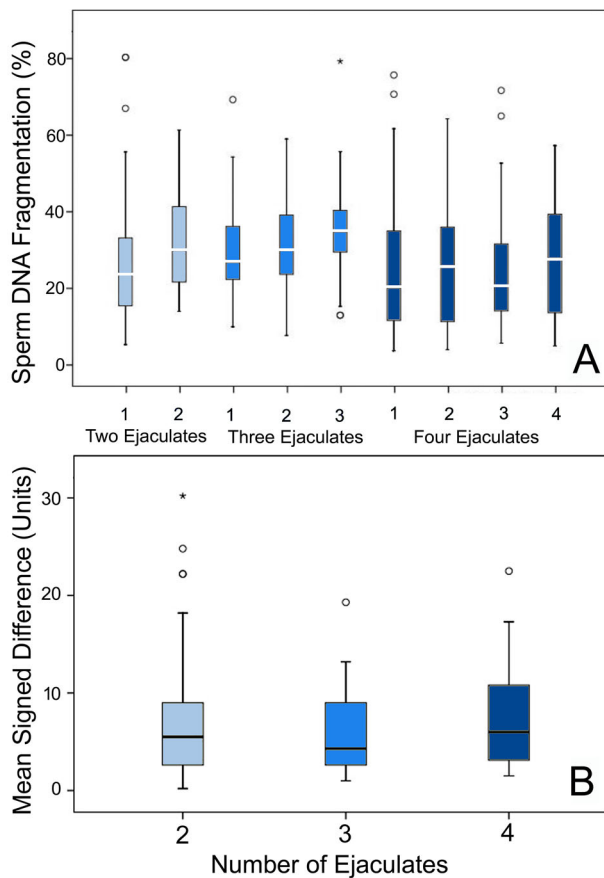 Sperm DNA Fragmentation (%)
80
60
40
20
0
A
1 2 1 2 3 1 2 3 4
Two Ejaculates Three Ejaculates Four Ejaculates
Mean Signed Difference (Units)
30
20
10
0
B
2 3 4
Number of Ejaculates